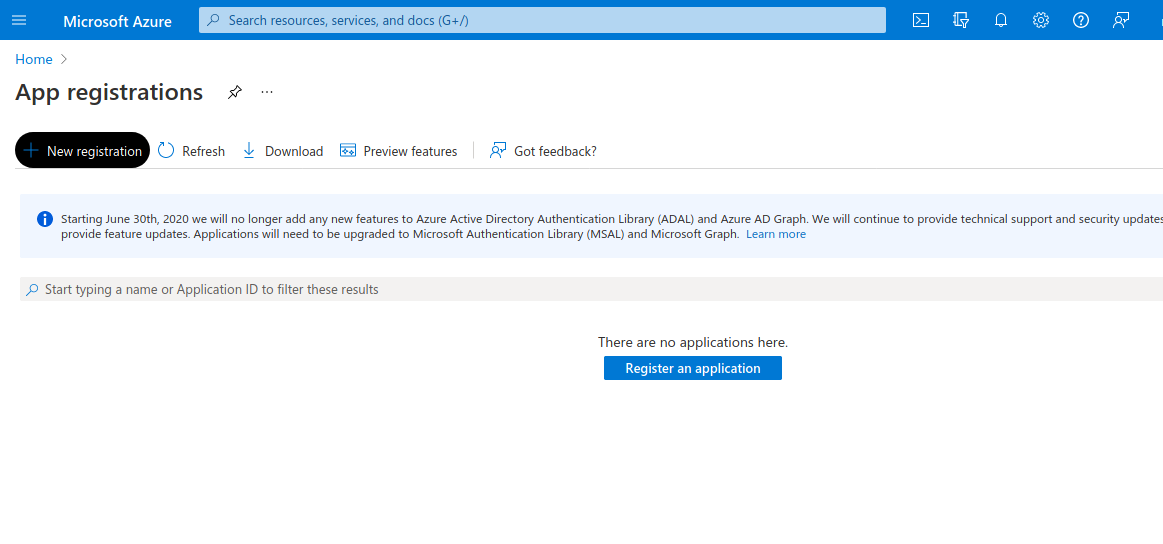 Microsoft Azure
Search resources, services, and docs (G+/)
Home
App registrations
New registration Refresh Download Preview features Got feedback?
Starting June 30th, 2020 we will no longer add any new features to Azure Active Directory Authentication Library (ADAL) and Azure AD Graph. We will continue to provide technical support and security updates
provide feature updates. Applications will need to be upgraded to Microsoft Authentication Library (MSAL) and Microsoft Graph. Learn more
Start typing a name or Application ID to filter these results
There are no applications here.
Register an application